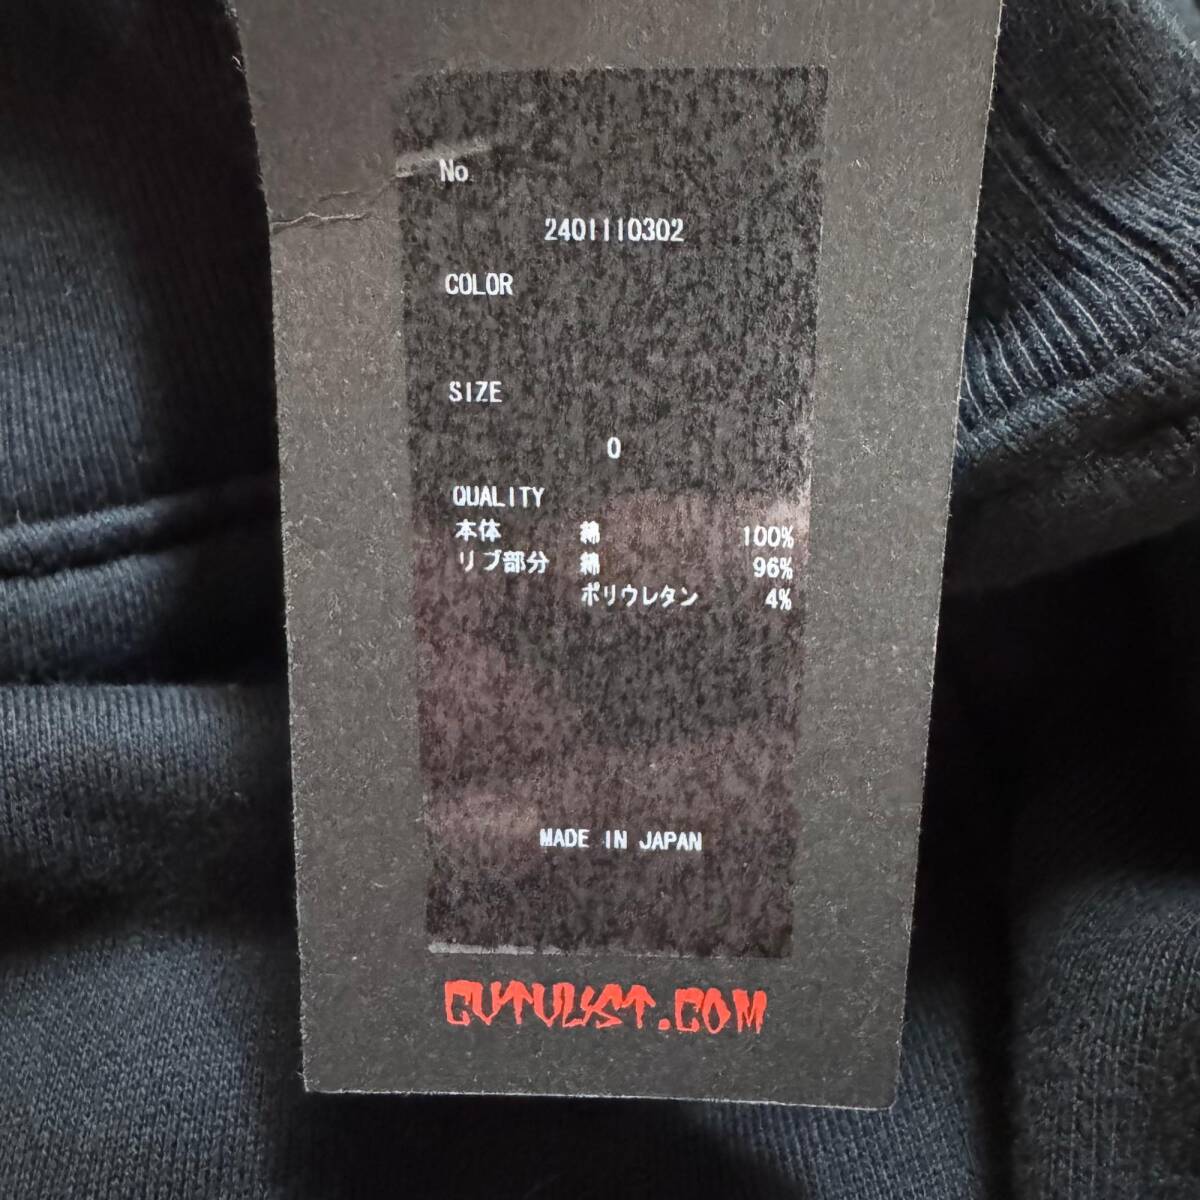 No
2401110302
COLOR
SIZE
0
QUALITY
本体 綿 100%
リブ部分 綿 96%
ポリウレタン 4%
MADE IN JAPAN
CUTULYST.COM